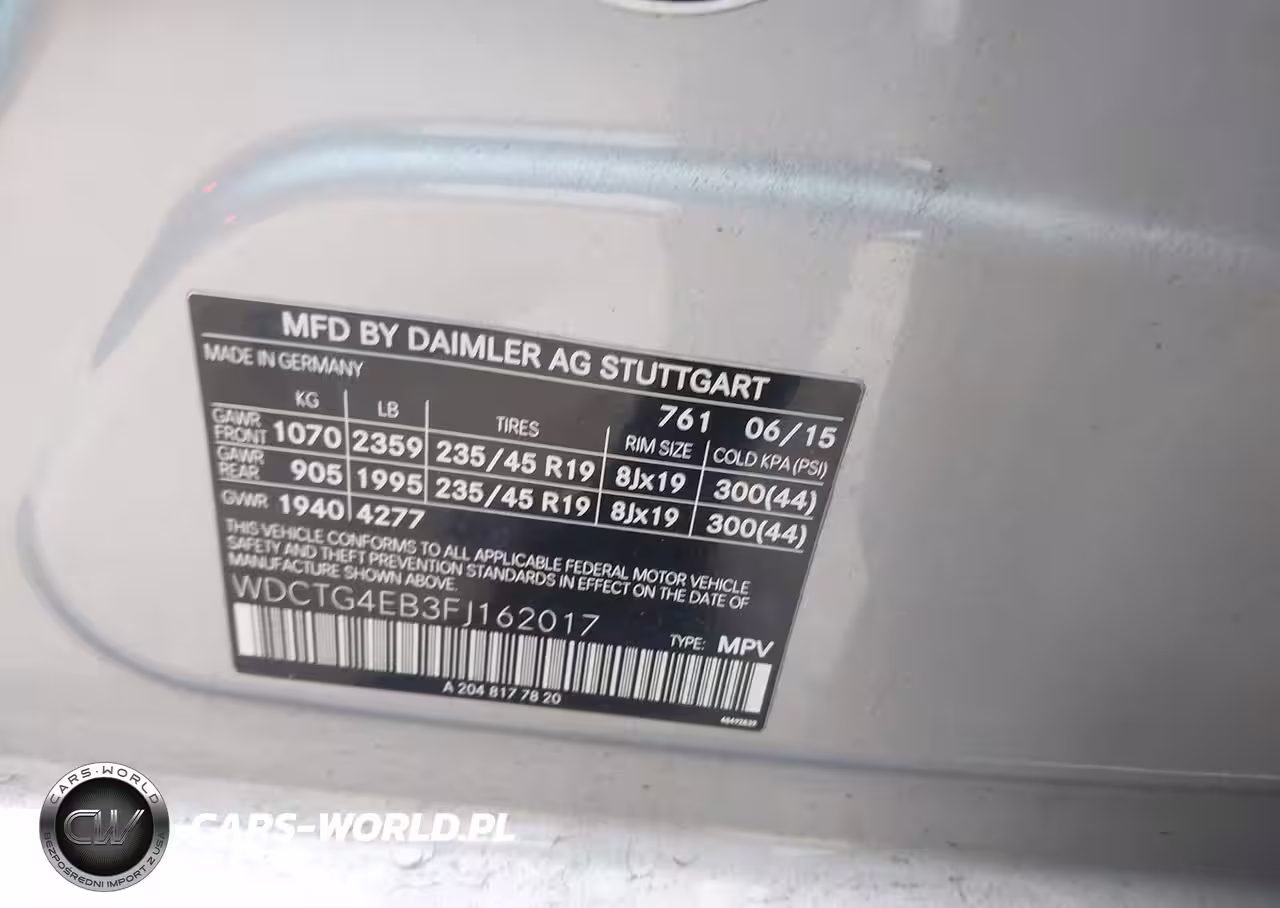 MFD BY DAIMLER AG STUTTGART
MADE IN GERMANY
761 06/15
KG LB TIRES RIM SIZE COLD KPA (PSI)
GAWR FRONT 1070 2359 235/45 R19 8Jx19 300(44)
GAWR REAR 905 1995 235/45 R19 8Jx19 300(44)
GVWR 1940 4277
THIS VEHICLE CONFORMS TO ALL APPLICABLE FEDERAL MOTOR VEHICLE
SAFETY AND THEFT PREVENTION STANDARDS IN EFFECT ON THE DATE OF
MANUFACTURE SHOWN ABOVE.
WDCTG4EB3FJ162017
TYPE: MPV
A 204 817 78 20
CARS-WORLD
CW
BEZPOŚREDNI IMPORT Z USA
CARS-WORLD.PL